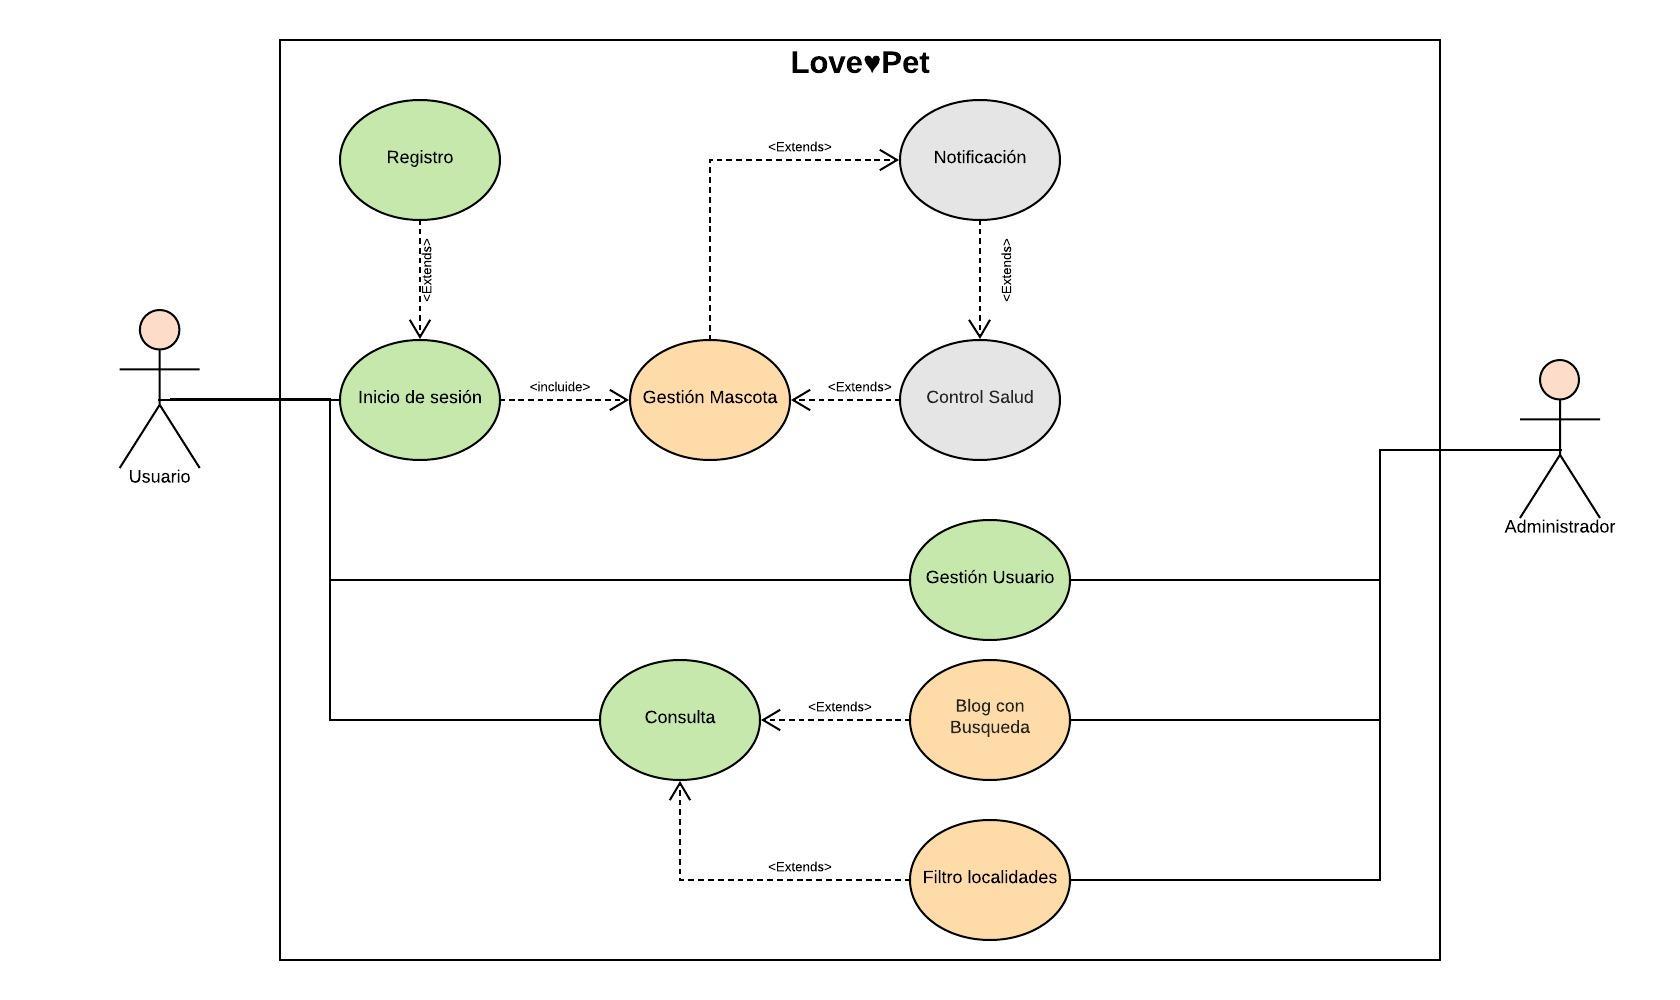 Love♥Pet
Registro
<Extends>
Notificación
<Extends>
<Extends>
Inicio de sesión
<incluide>
Gestión Mascota
<Extends>
Control Salud
Usuario
Administrador
Gestión Usuario
Consulta
<Extends>
Blog con
Busqueda
<Extends>
Filtro localidades